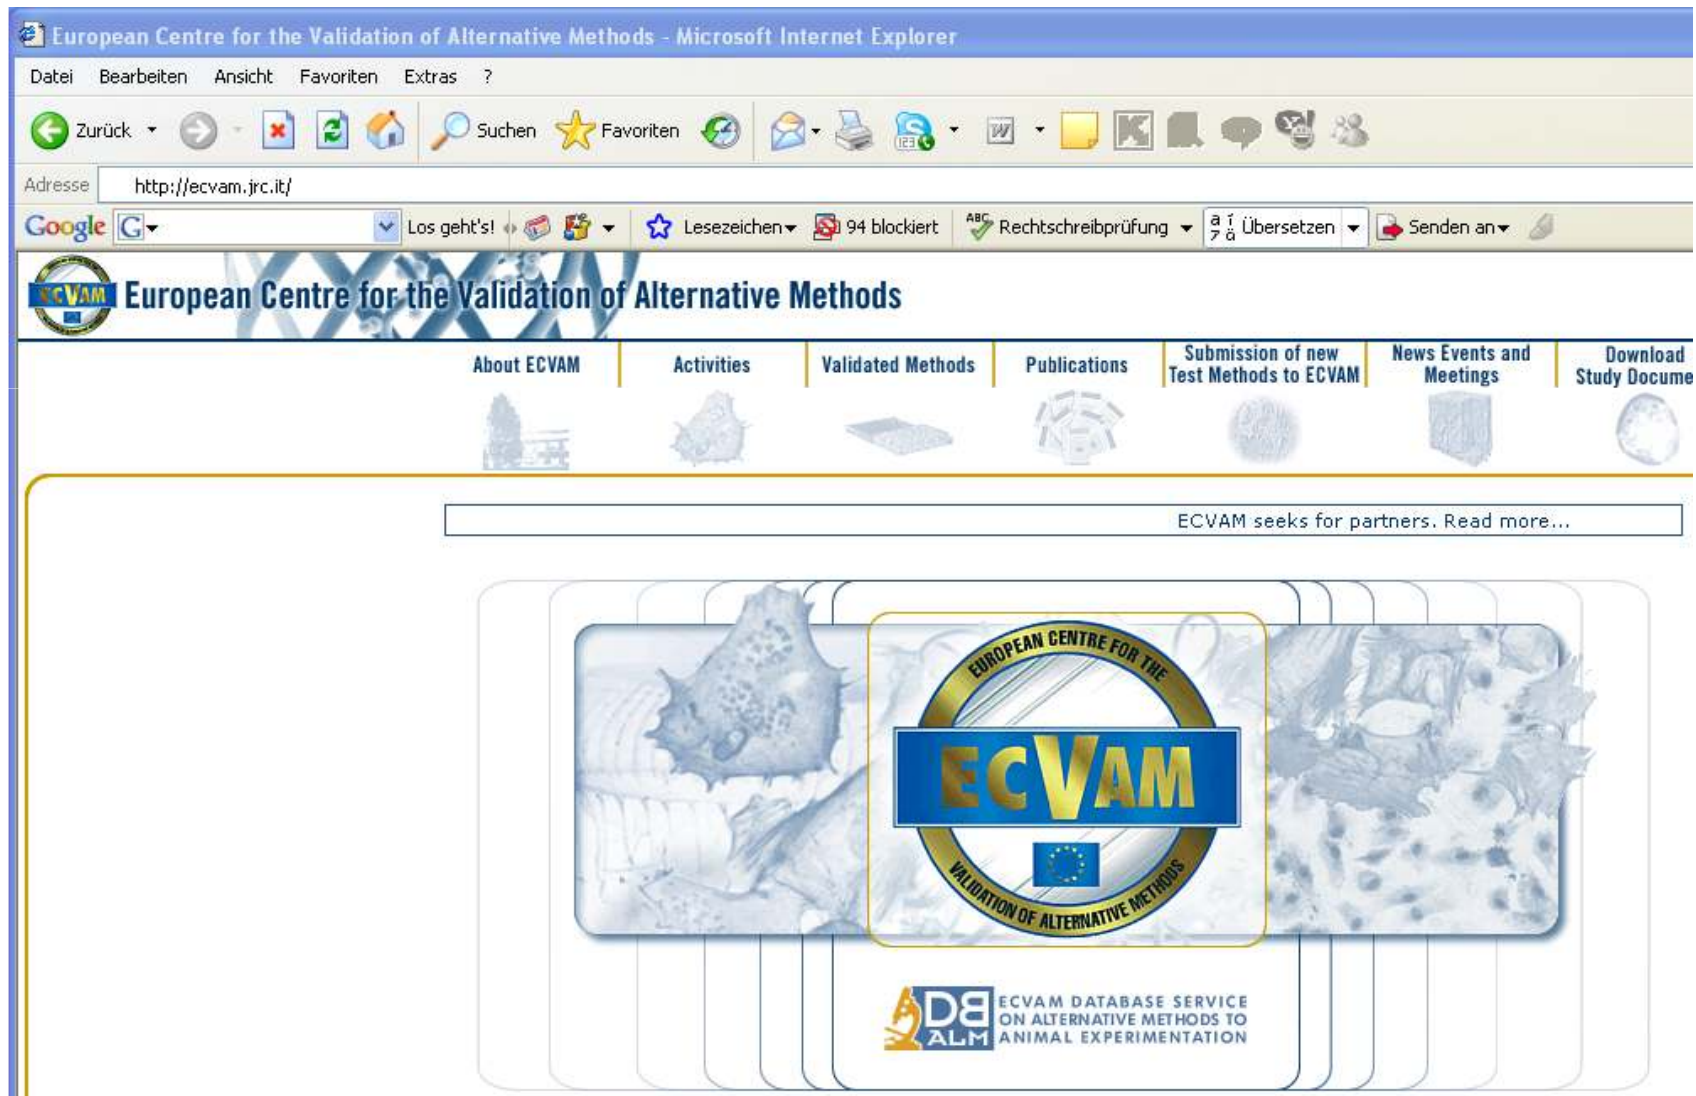 European Centre for the Validation of Alternative Methods - Microsoft Internet Explorer
Datei Bearbeiten Ansicht Favoriten Extras ?
Zurück Suchen Favoriten 123 W
Adresse http://ecvam.jrc.it/
Google G Los geht's! Lesezeichen 94 blockiert ABC Rechtschreibprüfung Übersetzen Senden an
ECVAM European Centre for the Validation of Alternative Methods
About ECVAM
Activities
Validated Methods
Publications
Submission of new
Test Methods to ECVAM
News Events and
Meetings
Download
Study Docume
ECVAM seeks for partners. Read more...
EUROPEAN CENTRE FOR THE
ECVAM
VALIDATION OF ALTERNATIVE METHODS
DB
ALM
ECVAM DATABASE SERVICE
ON ALTERNATIVE METHODS TO
ANIMAL EXPERIMENTATION